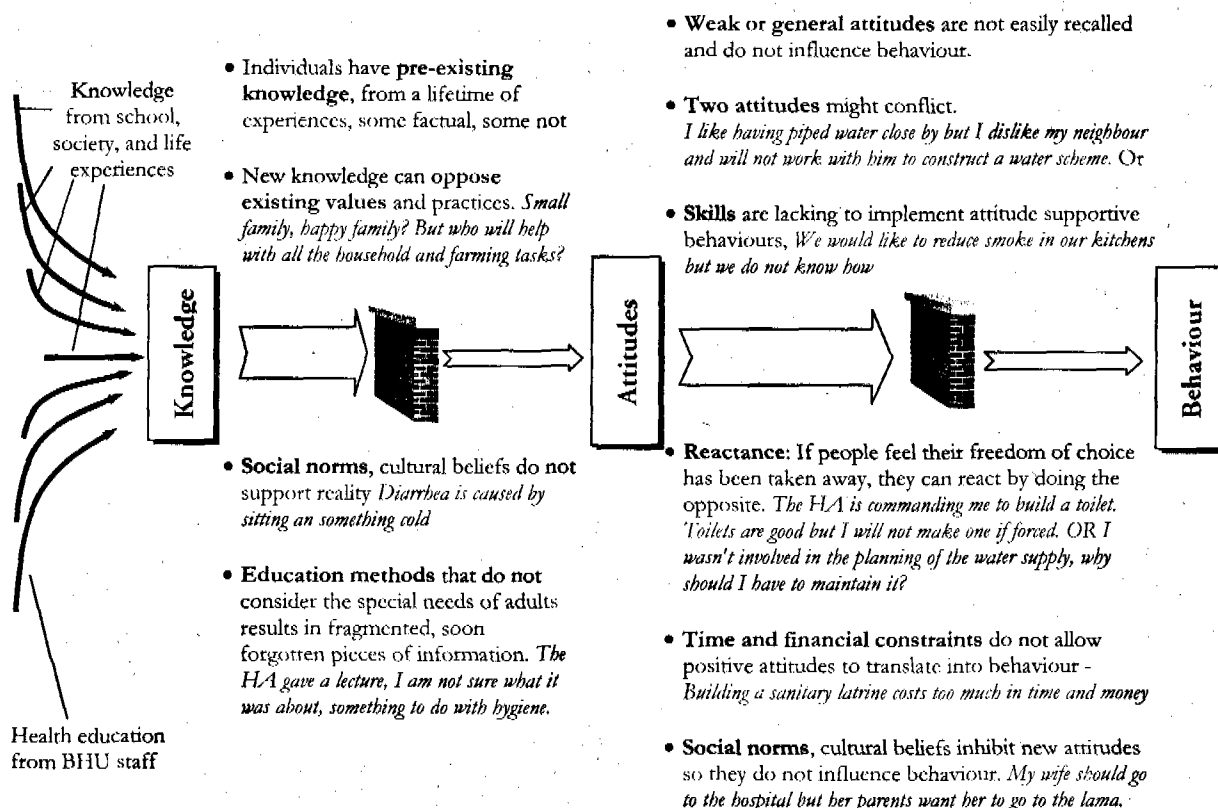 Knowledge
from school,
society, and life
experiences
• Individuals have pre-existing
knowledge, from a lifetime of
experiences, some factual, some not
• New knowledge can oppose
existing values and practices. Small
family, happy family? But who will help
with all the household and farming tasks?
Knowledge
• Social norms, cultural beliefs do not
support reality Diarrhea is caused by
sitting an something cold
• Education methods that do not
consider the special needs of adults
results in fragmented, soon
forgotten pieces of information. The
HA gave a lecture, I am not sure what it
was about, something to do with hygiene.
Health education
from BHU staff
Attitudes
• Weak or general attitudes are not easily recalled
and do not influence behaviour.
• Two attitudes might conflict.
I like having piped water close by but I dislike my neighbour
and will not work with him to construct a water scheme. Or
• Skills are lacking to implement attitude supportive
behaviours, We would like to reduce smoke in our kitchens
but we do not know how
• Reactance: If people feel their freedom of choice
has been taken away, they can react by doing the
opposite. The HA is commanding me to build a toilet.
Toilets are good but I will not make one if forced. OR I
wasn't involved in the planning of the water supply, why
should I have to maintain it?
• Time and financial constraints do not allow
positive attitudes to translate into behaviour -
Building a sanitary latrine costs too much in time and money
• Social norms, cultural beliefs inhibit new attitudes
so they do not influence behaviour. My wife should go
to the hospital but her parents want her to go to the lama.
Behaviour